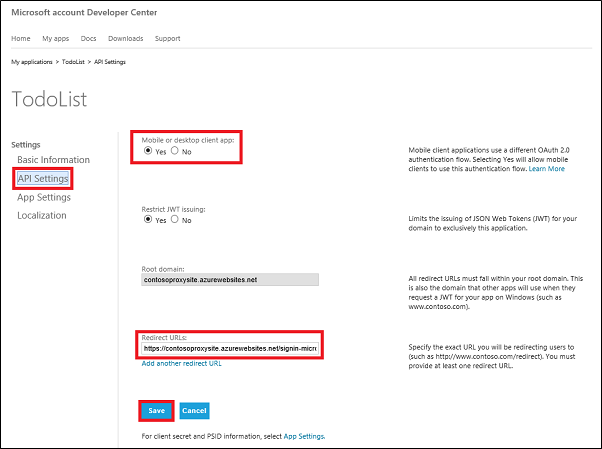 Microsoft account Developer Center
Home My apps Docs Downloads Support
My applications > TodoList > API Settings
TodoList
Settings
Basic Information
API Settings
App Settings
Localization
Mobile or desktop client app:
Yes No
Mobile client applications use a different OAuth 2.0
authentication flow. Selecting Yes will allow mobile
clients to use this authentication flow. Learn More
Restrict JWT issuing:
Yes No
Limits the issuing of JSON Web Tokens (JWT) for your
domain to exclusively this application.
Root domain:
contosoproxysite.azurewebsites.net
All redirect URLs must fall within your root domain. This
is also the domain that other apps will use when they
request a JWT for your app on Windows (such as
www.contoso.com).
Redirect URLs:
https://contosoproxysite.azurewebsites.net/signin-micr
Add another redirect URL
Specify the exact URL you will be redirecting users to
(such as http://www.contoso.com/redirect). You must
provide at least one redirect URL.
Save Cancel
For client secret and PSID information, select App Settings.